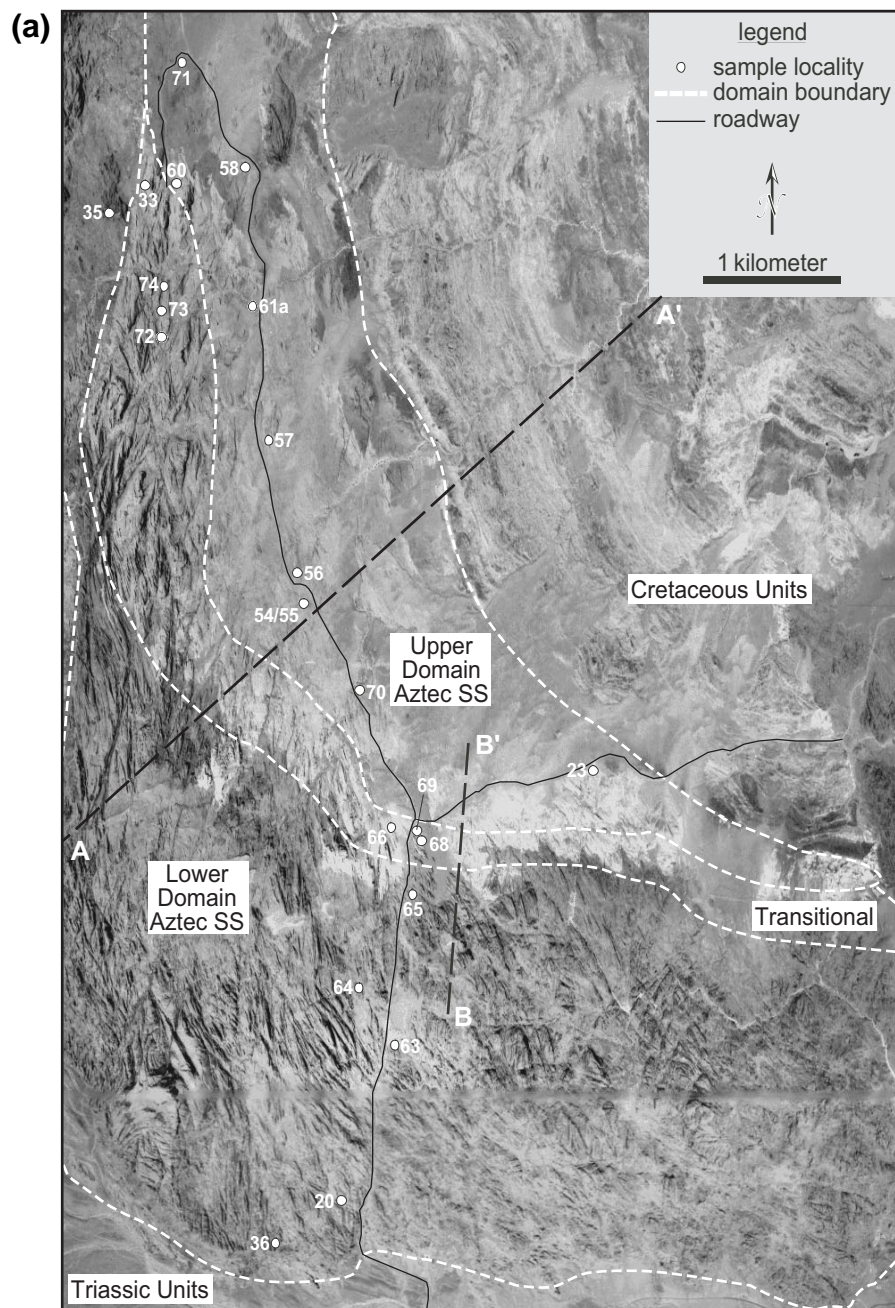 (a)
legend
sample locality
domain boundary
roadway
N
1 kilometer
71
60
58
33
35
74
73
72
61a
A'
57
56
54/55
Cretaceous Units
Upper
Domain
Aztec SS
70
B'
23
69
66
68
A
Lower
Domain
Aztec SS
65
Transitional
64
B
63
20
36
Triassic Units